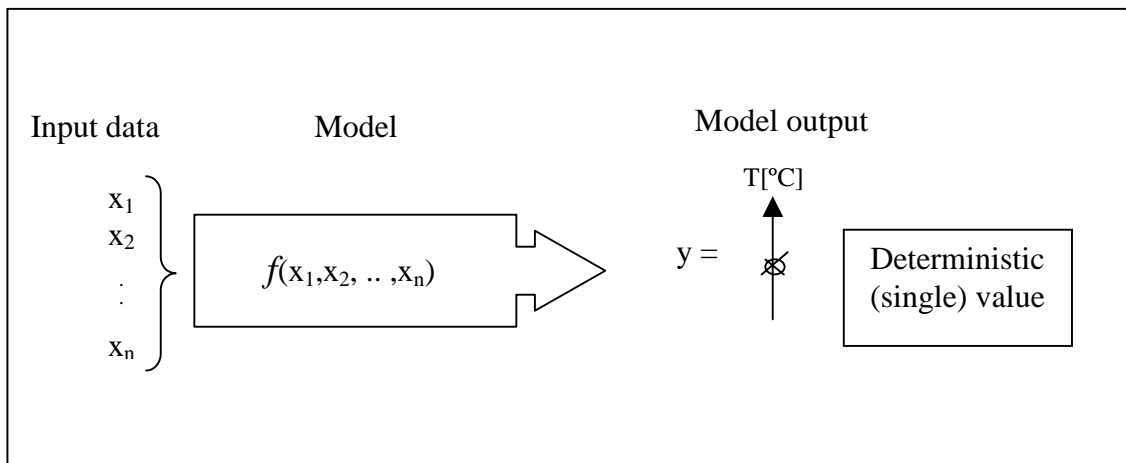 Input data
Model
Model output
x₁
x₂
.
.
xₙ
f(x₁,x₂, .. ,xₙ)
T[ºC]
y =
Deterministic
(single) value